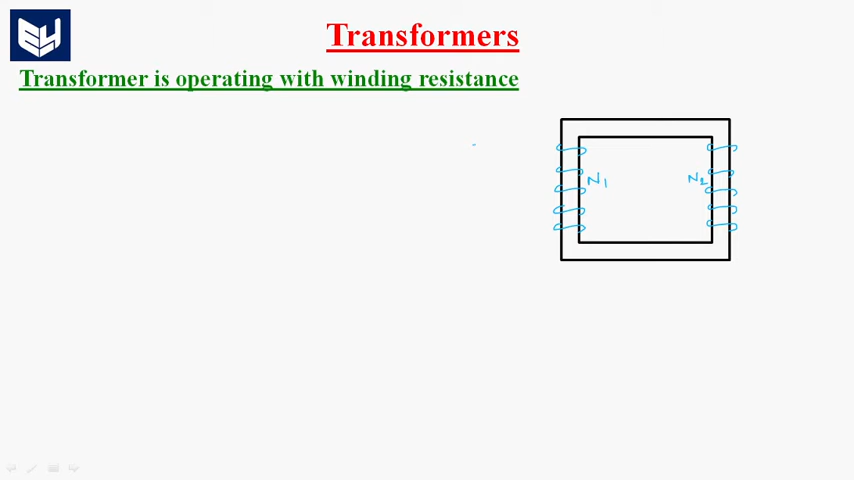 Transformers
Transformer is operating with winding resistance
N1 N2